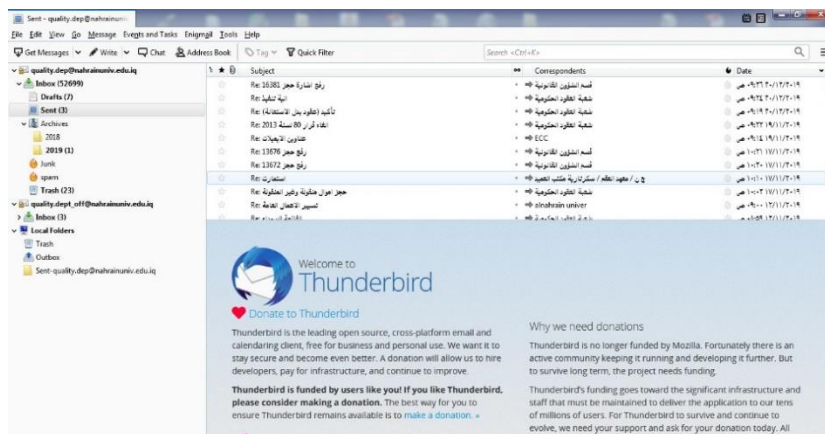 Sent - quality.dep@nahrainuniv
File Edit View Go Message Events and Tasks Enigmail Tools Help
Get Messages Write Chat Address Book Tag Quick Filter Search <Ctrl+K>
quality.dep@nahrainuniv.edu.iq
Inbox (52699)
Drafts (7)
Sent (3)
Archives
2018
2019 (1)
Junk
spam
Trash (23)
quality.dept_off@nahrainuniv.edu.iq
Inbox (3)
Local Folders
Trash
Outbox
Sent-quality.dep@nahrainuniv.edu.iq
Subject Correspondents Date
Re: 16381 رفع اشارة حجز قسم الشؤون القانونية
Re: الية تنفيذ شعبة العقود الحكومية
Re: تأكيد (عقود بدل الاستعانة) شعبة العقود الحكومية
Re: الغاء قرار 80 لسنة 2013 شعبة العقود الحكومية
Re: عناوين الايميلات ECC
Re: 13676 رفع حجز قسم الشؤون القانونية
Re: 13672 رفع حجز قسم الشؤون القانونية
Re: استمارت
Re: حجز اموال منقولة وغير المنقولة شعبة العقود الحكومية
Re: تسيير الاعمال العامة alnahrain univer
Welcome to
Thunderbird
Donate to Thunderbird
Thunderbird is the leading open source, cross-platform email and
calendaring client, free for business and personal use. We want it to
stay secure and become even better. A donation will allow us to hire
developers, pay for infrastructure, and continue to improve.
Thunderbird is funded by users like you! If you like Thunderbird,
please consider making a donation. The best way for you to
ensure Thunderbird remains available is to make a donation. »
Why we need donations
Thunderbird is no longer funded by Mozilla. Fortunately there is an
active community keeping it running and developing it further. But
to survive long term, the project needs funding.
Thunderbird's funding goes toward the significant infrastructure and
staff that must be maintained to deliver the application to our tens
of millions of users. For Thunderbird to survive and continue to
evolve, we need your support and ask for your donation today. All